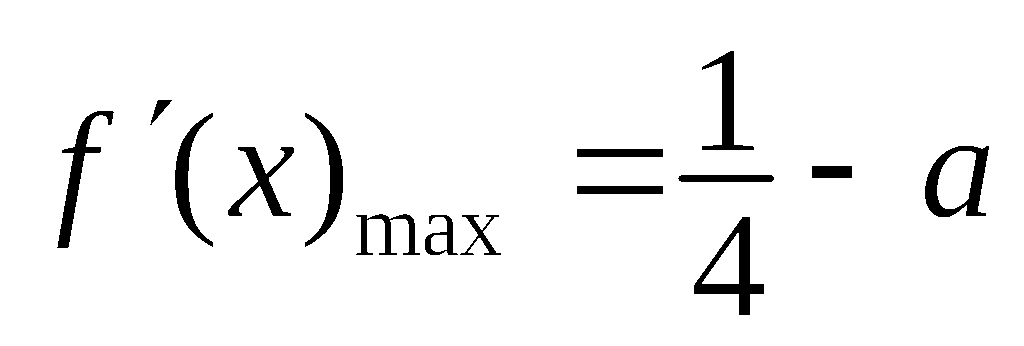 f ′(x)max = 1/4 - a